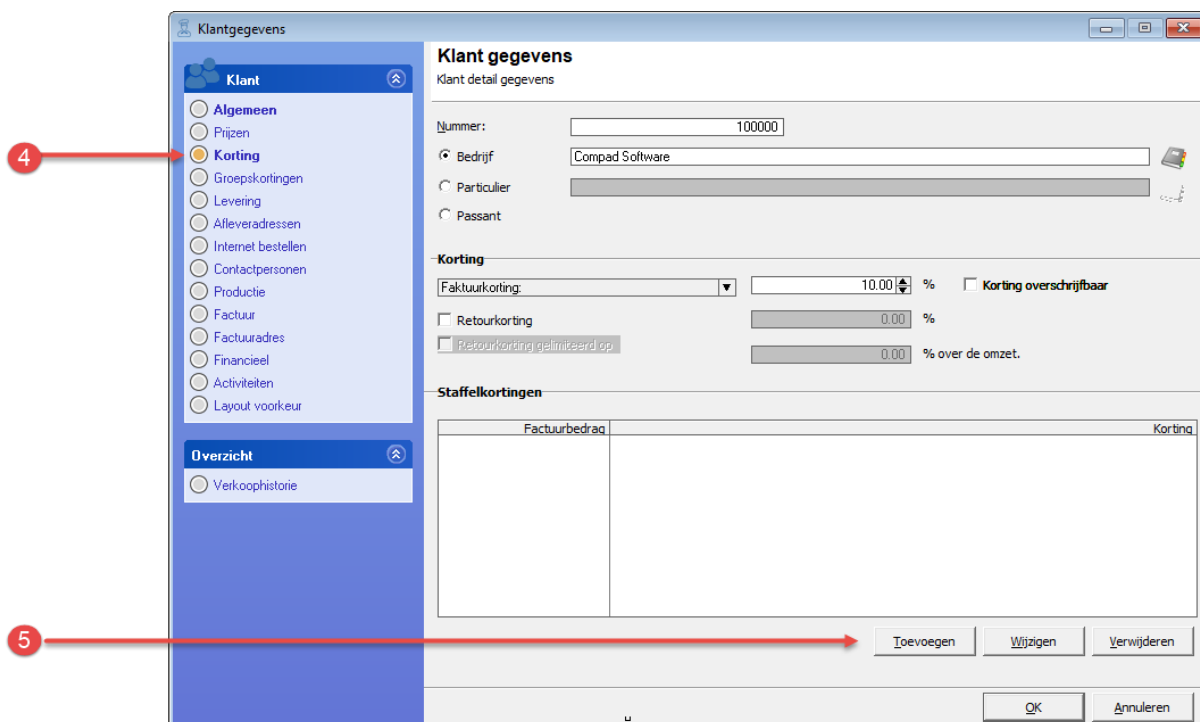 Klantgegevens
Klant
Algemeen
Prijzen
Korting
Groepskortingen
Levering
Afleveradressen
Internet bestellen
Contactpersonen
Productie
Factuur
Factuuradres
Financieel
Activiteiten
Layout voorkeur
Overzicht
Verkoophistorie
4
5
Klant gegevens
Klant detail gegevens
Nummer: 100000
Bedrijf Compad Software
Particulier
Passant
Korting
Faktuurkorting: 10.00 % Korting overschrijfbaar
Retourkorting 0.00 %
Retourkorting gelimiteerd op 0.00 % over de omzet.
Staffelkortingen
Factuurbedrag Korting
Toevoegen Wijzigen Verwijderen
OK Annuleren